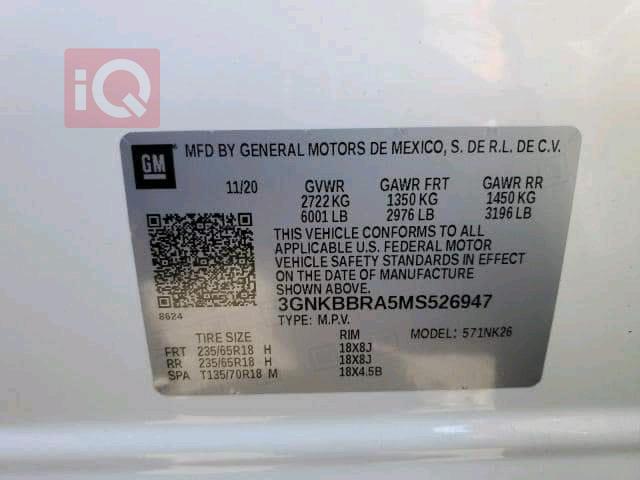 iQ
GM
MFD BY GENERAL MOTORS DE MEXICO, S. DE R.L. DE C.V.
11/20 GVWR GAWR FRT GAWR RR
2722 KG 1350 KG 1450 KG
6001 LB 2976 LB 3196 LB
THIS VEHICLE CONFORMS TO ALL
APPLICABLE U.S. FEDERAL MOTOR
VEHICLE SAFETY STANDARDS IN EFFECT
ON THE DATE OF MANUFACTURE
SHOWN ABOVE.
3GNKBBRA5MS526947
8624
TYPE: M.P.V. MODEL: 571NK26
TIRE SIZE RIM
FRT 235/65R18 H 18X8J
RR 235/65R18 H 18X8J
SPA T135/70R18 M 18X4.5B